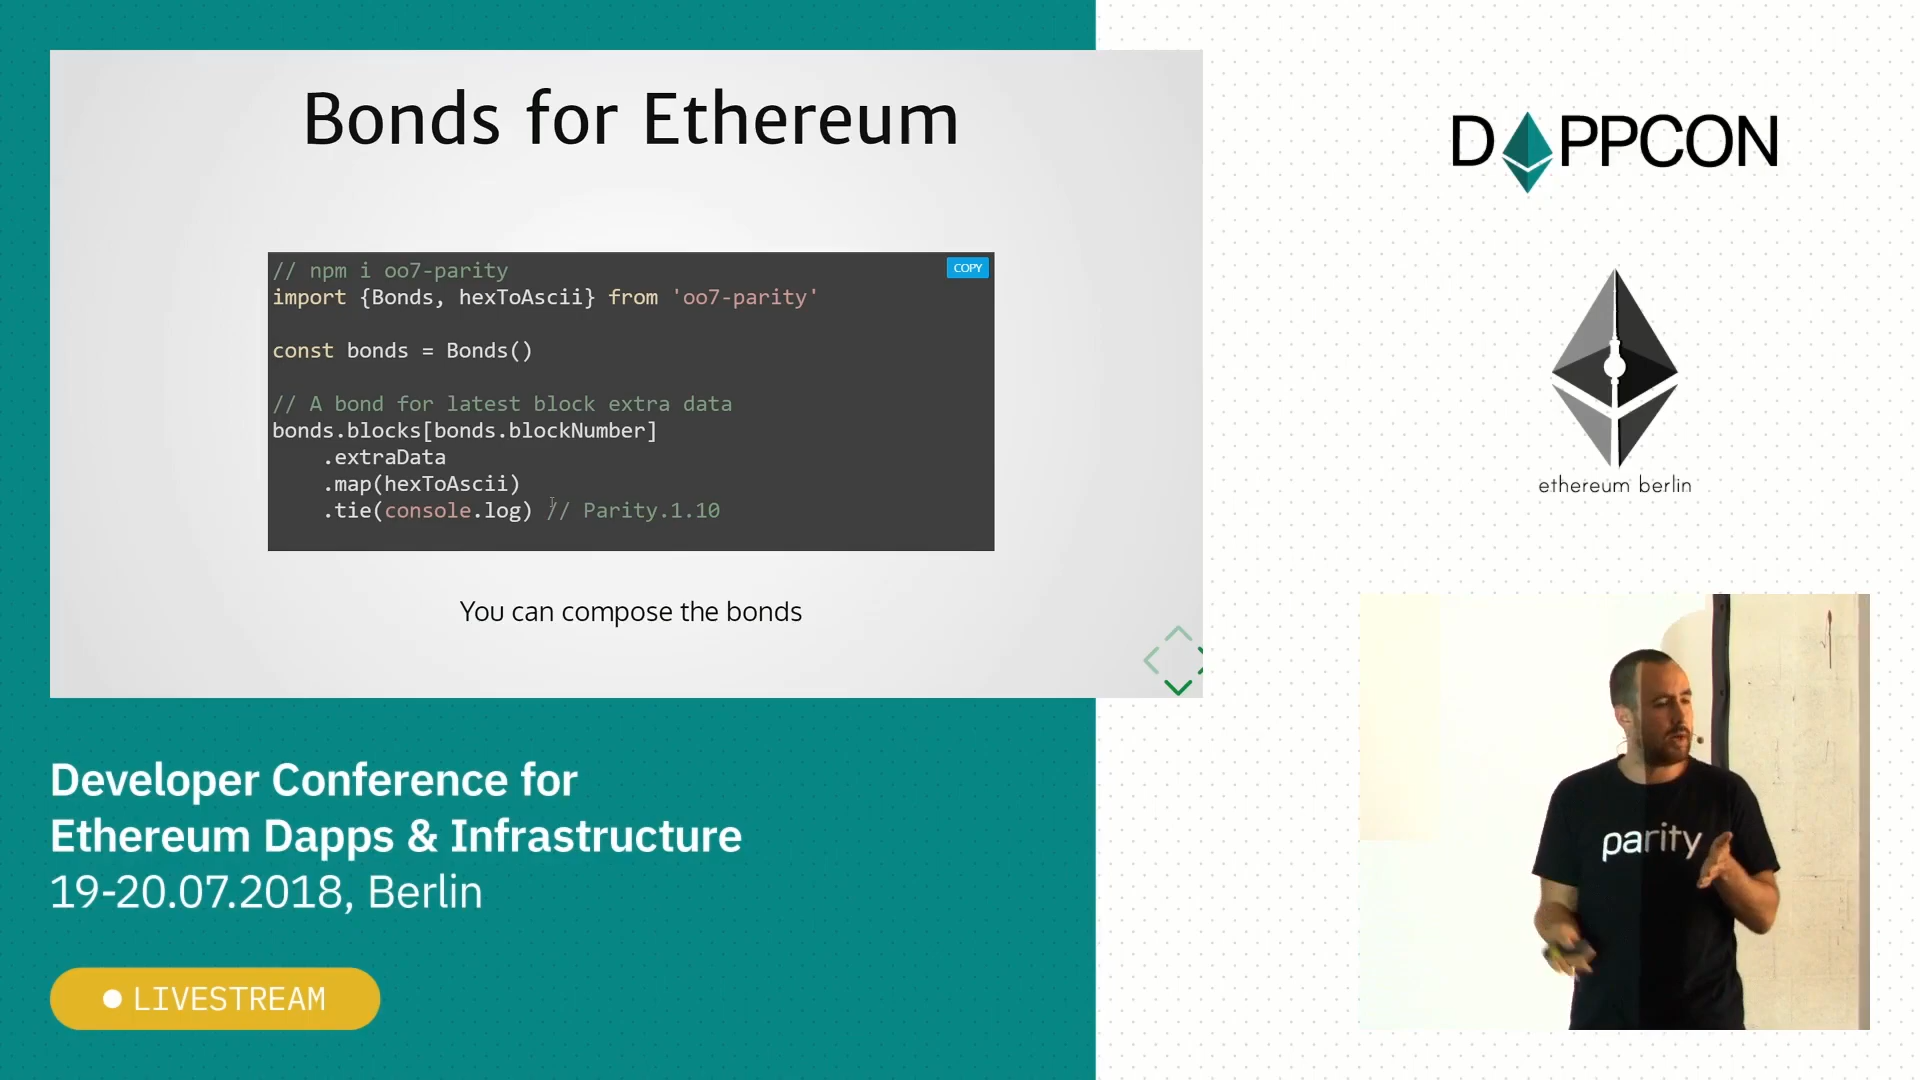 Bonds for Ethereum
COPY
// npm i oo7-parity
import {Bonds, hexToAscii} from 'oo7-parity'
const bonds = Bonds()
// A bond for latest block extra data
bonds.blocks[bonds.blockNumber]
.extraData
.map(hexToAscii)
.tie(console.log) // Parity.1.10
You can compose the bonds
Developer Conference for
Ethereum Dapps & Infrastructure
19-20.07.2018, Berlin
LIVESTREAM
DAPPCON
ethereum berlin
parity